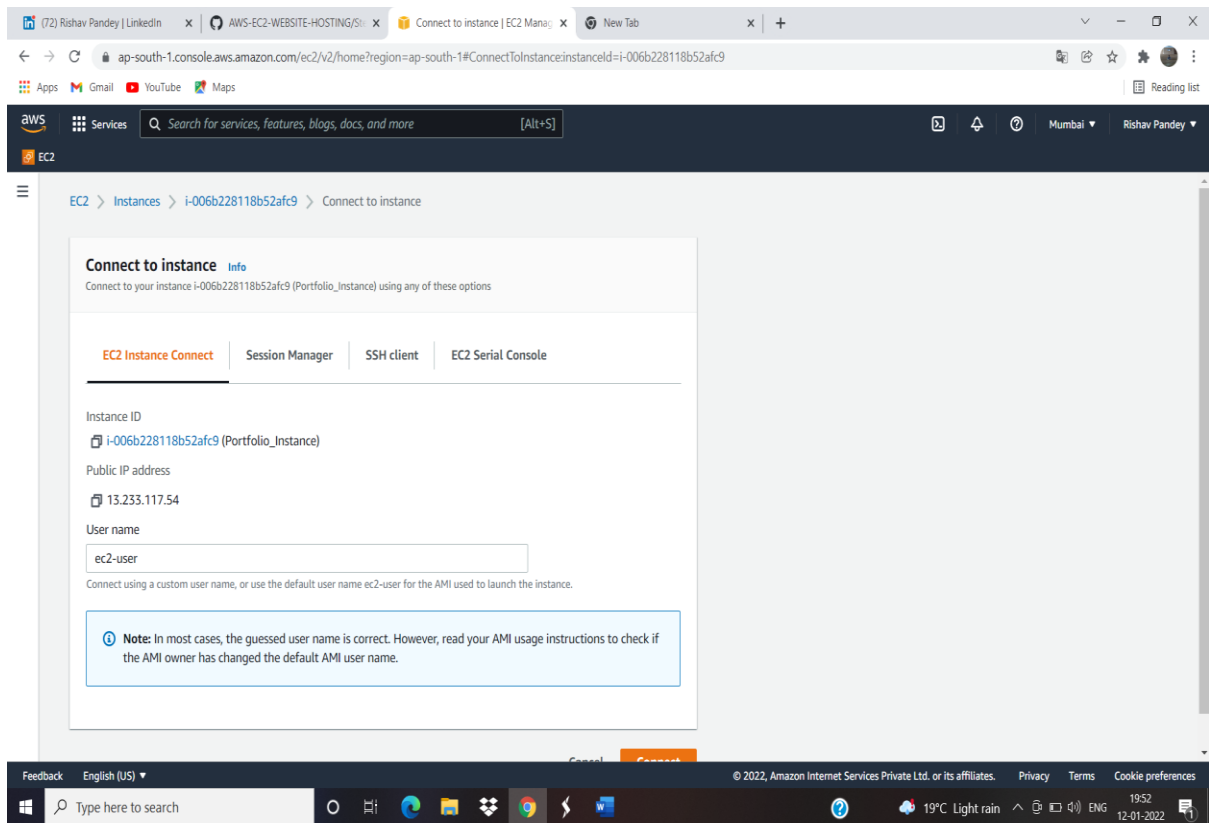 (72) Rishav Pandey | LinkedIn
AWS-EC2-WEBSITE-HOSTING/St
Connect to instance | EC2 Manag
New Tab
ap-south-1.console.aws.amazon.com/ec2/v2/home?region=ap-south-1#ConnectToInstance:instanceId=i-006b228118b52afc9
Apps Gmail YouTube Maps Reading list
aws Services Search for services, features, blogs, docs, and more [Alt+S] Mumbai ▼ Rishav Pandey ▼
EC2
EC2 > Instances > i-006b228118b52afc9 > Connect to instance
Connect to instance Info
Connect to your instance i-006b228118b52afc9 (Portfolio_Instance) using any of these options
EC2 Instance Connect Session Manager SSH client EC2 Serial Console
Instance ID
i-006b228118b52afc9 (Portfolio_Instance)
Public IP address
13.233.117.54
User name
ec2-user
Connect using a custom user name, or use the default user name ec2-user for the AMI used to launch the instance.
Note: In most cases, the guessed user name is correct. However, read your AMI usage instructions to check if
the AMI owner has changed the default AMI user name.
Cancel Connect
Feedback English (US) ▼ © 2022, Amazon Internet Services Private Ltd. or its affiliates. Privacy Terms Cookie preferences
Type here to search 19°C Light rain ENG 19:52
12-01-2022